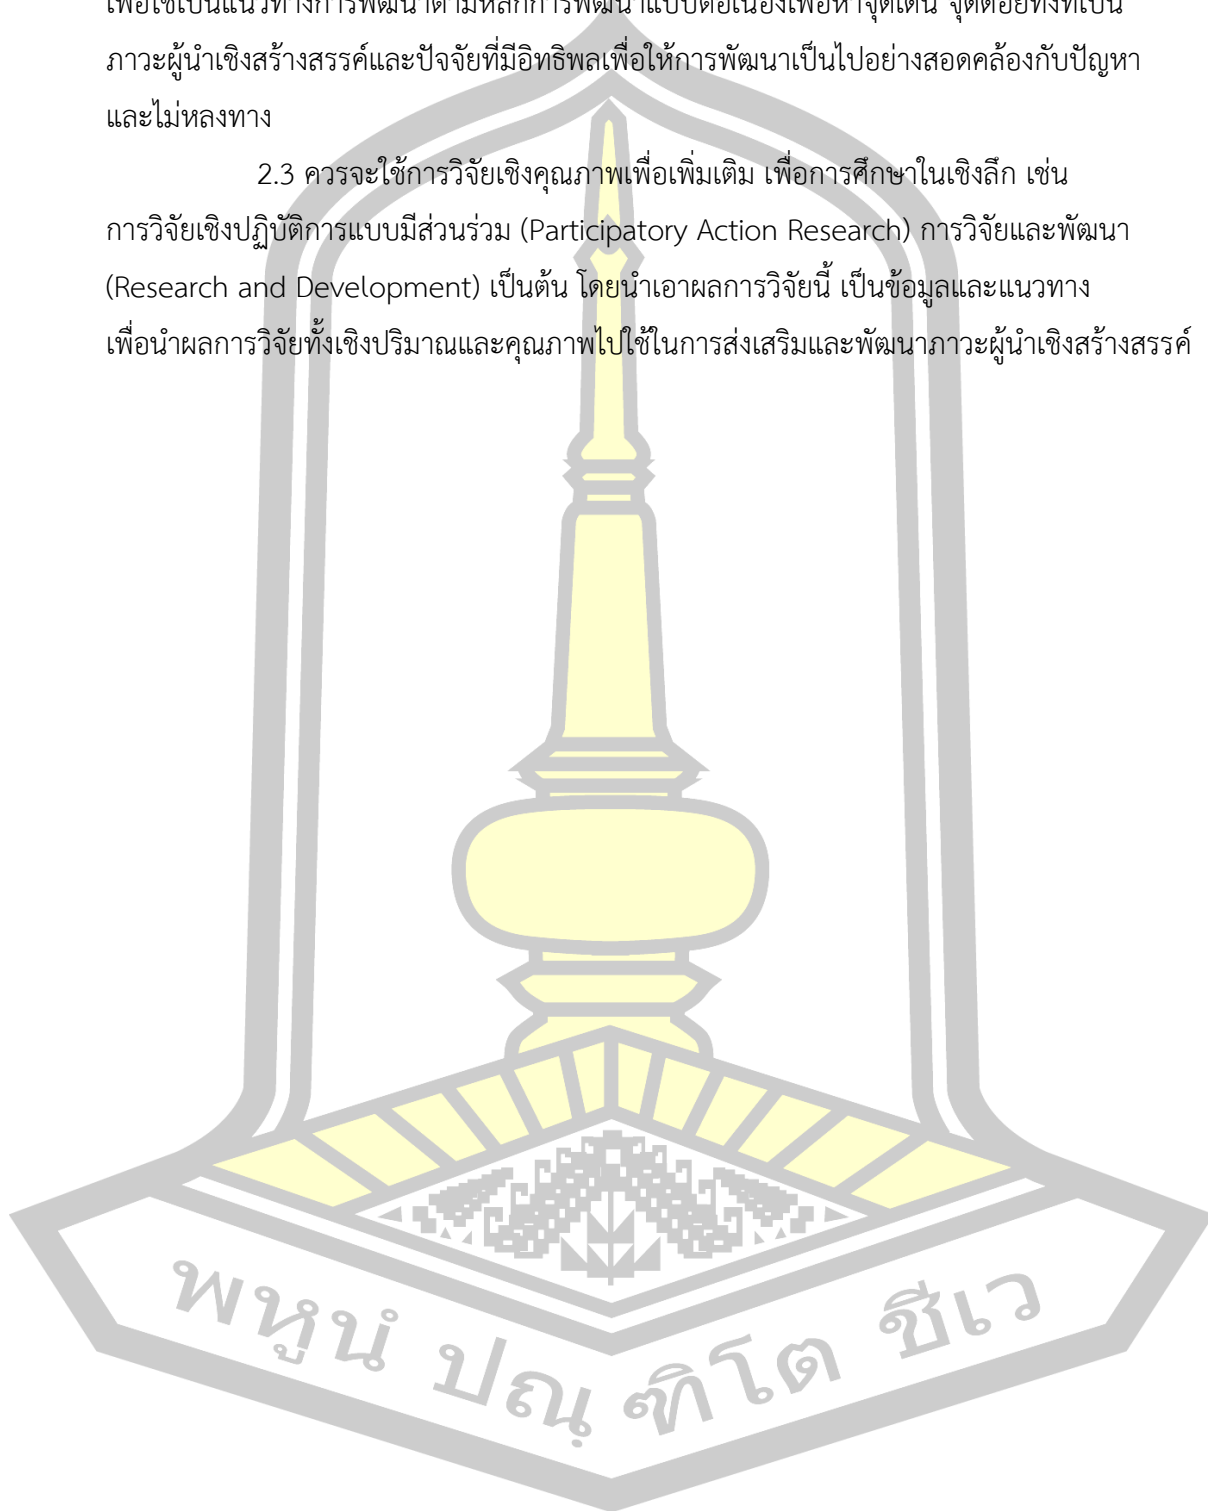 เพื่อใช้เป็นแนวทางการพัฒนาตามหลักการพัฒนาแบบต่อเนื่องเพื่อหาจุดเด่น จุดด้อยทั้งที่เป็น
ภาวะผู้นำเชิงสร้างสรรค์และปัจจัยที่มีอิทธิพลเพื่อให้การพัฒนาเป็นไปอย่างสอดคล้องกับปัญหา
และไม่หลงทาง
2.3 ควรจะใช้การวิจัยเชิงคุณภาพเพื่อเพิ่มเติม เพื่อการศึกษาในเชิงลึก เช่น
การวิจัยเชิงปฏิบัติการแบบมีส่วนร่วม (Participatory Action Research) การวิจัยและพัฒนา
(Research and Development) เป็นต้น โดยนำเอาผลการวิจัยนี้ เป็นข้อมูลและแนวทาง
เพื่อนำผลการวิจัยทั้งเชิงปริมาณและคุณภาพไปใช้ในการส่งเสริมและพัฒนาภาวะผู้นำเชิงสร้างสรรค์
พหูนํ ปณฺ ฑิโต ชีเว